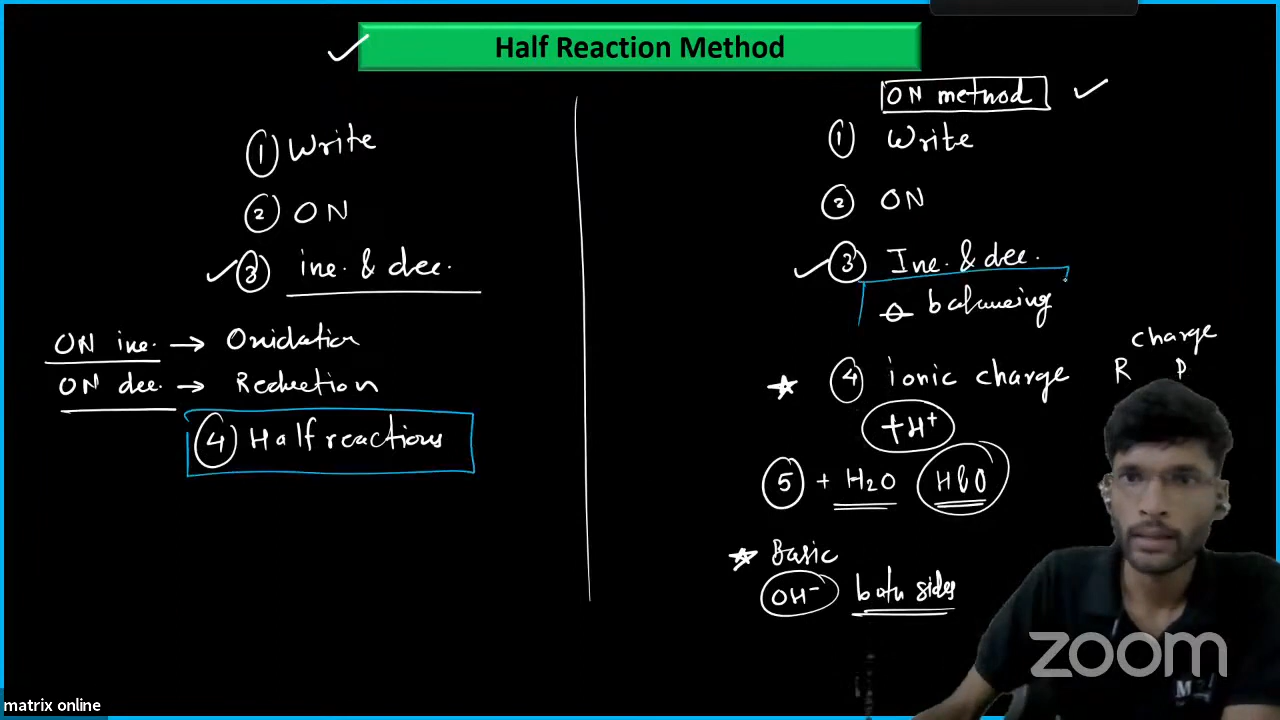 Half Reaction Method
① Write
② ON
③ inc. & dec.
ON inc. → Oxidation
ON dec. → Reduction
④ Half reactions
ON method
① Write
② ON
③ Inc. & dec.
balancing
④ ionic charge
charge
R P
+H⁺
⑤ + H₂O H&O
* Basic
OH⁻ both sides
zoom
M
matrix online